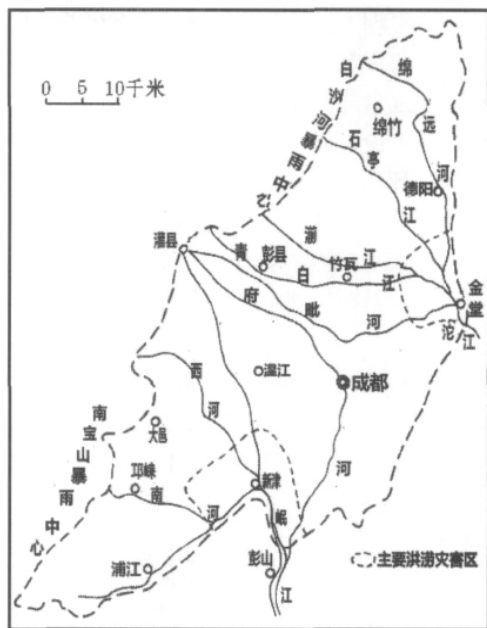 0 5 10千米
白沙河暴雨中心
绵远河
绵竹
石亭江
德阳
湔江
灌县
青白江
彭县
竹瓦
金堂
沱江
府河
毗河
温江
成都
西河
南宝山暴雨中心
大邑
邛崃
南河
新津
岷江
浦江
彭山
主要洪涝灾害区